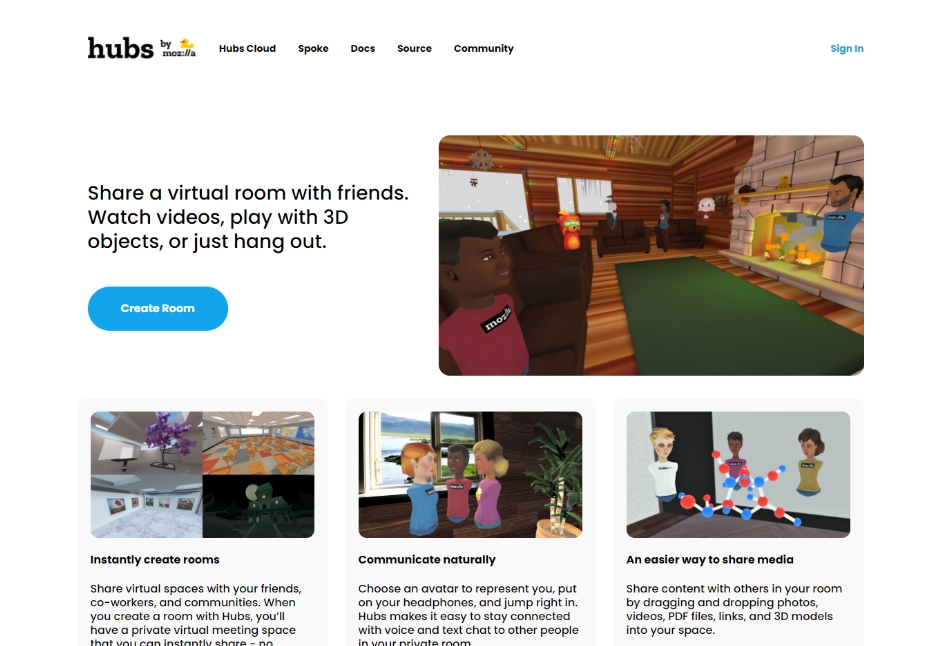 hubs by moz://a
Hubs Cloud
Spoke
Docs
Source
Community
Sign In
Share a virtual room with friends.
Watch videos, play with 3D
objects, or just hang out.
Create Room
Instantly create rooms
Share virtual spaces with your friends,
co-workers, and communities. When
you create a room with Hubs, you'll
have a private virtual meeting space
that you can instantly share - no
Communicate naturally
Choose an avatar to represent you, put
on your headphones, and jump right in.
Hubs makes it easy to stay connected
with voice and text chat to other people
in your private room.
An easier way to share media
Share content with others in your room
by dragging and dropping photos,
videos, PDF files, links, and 3D models
into your space.